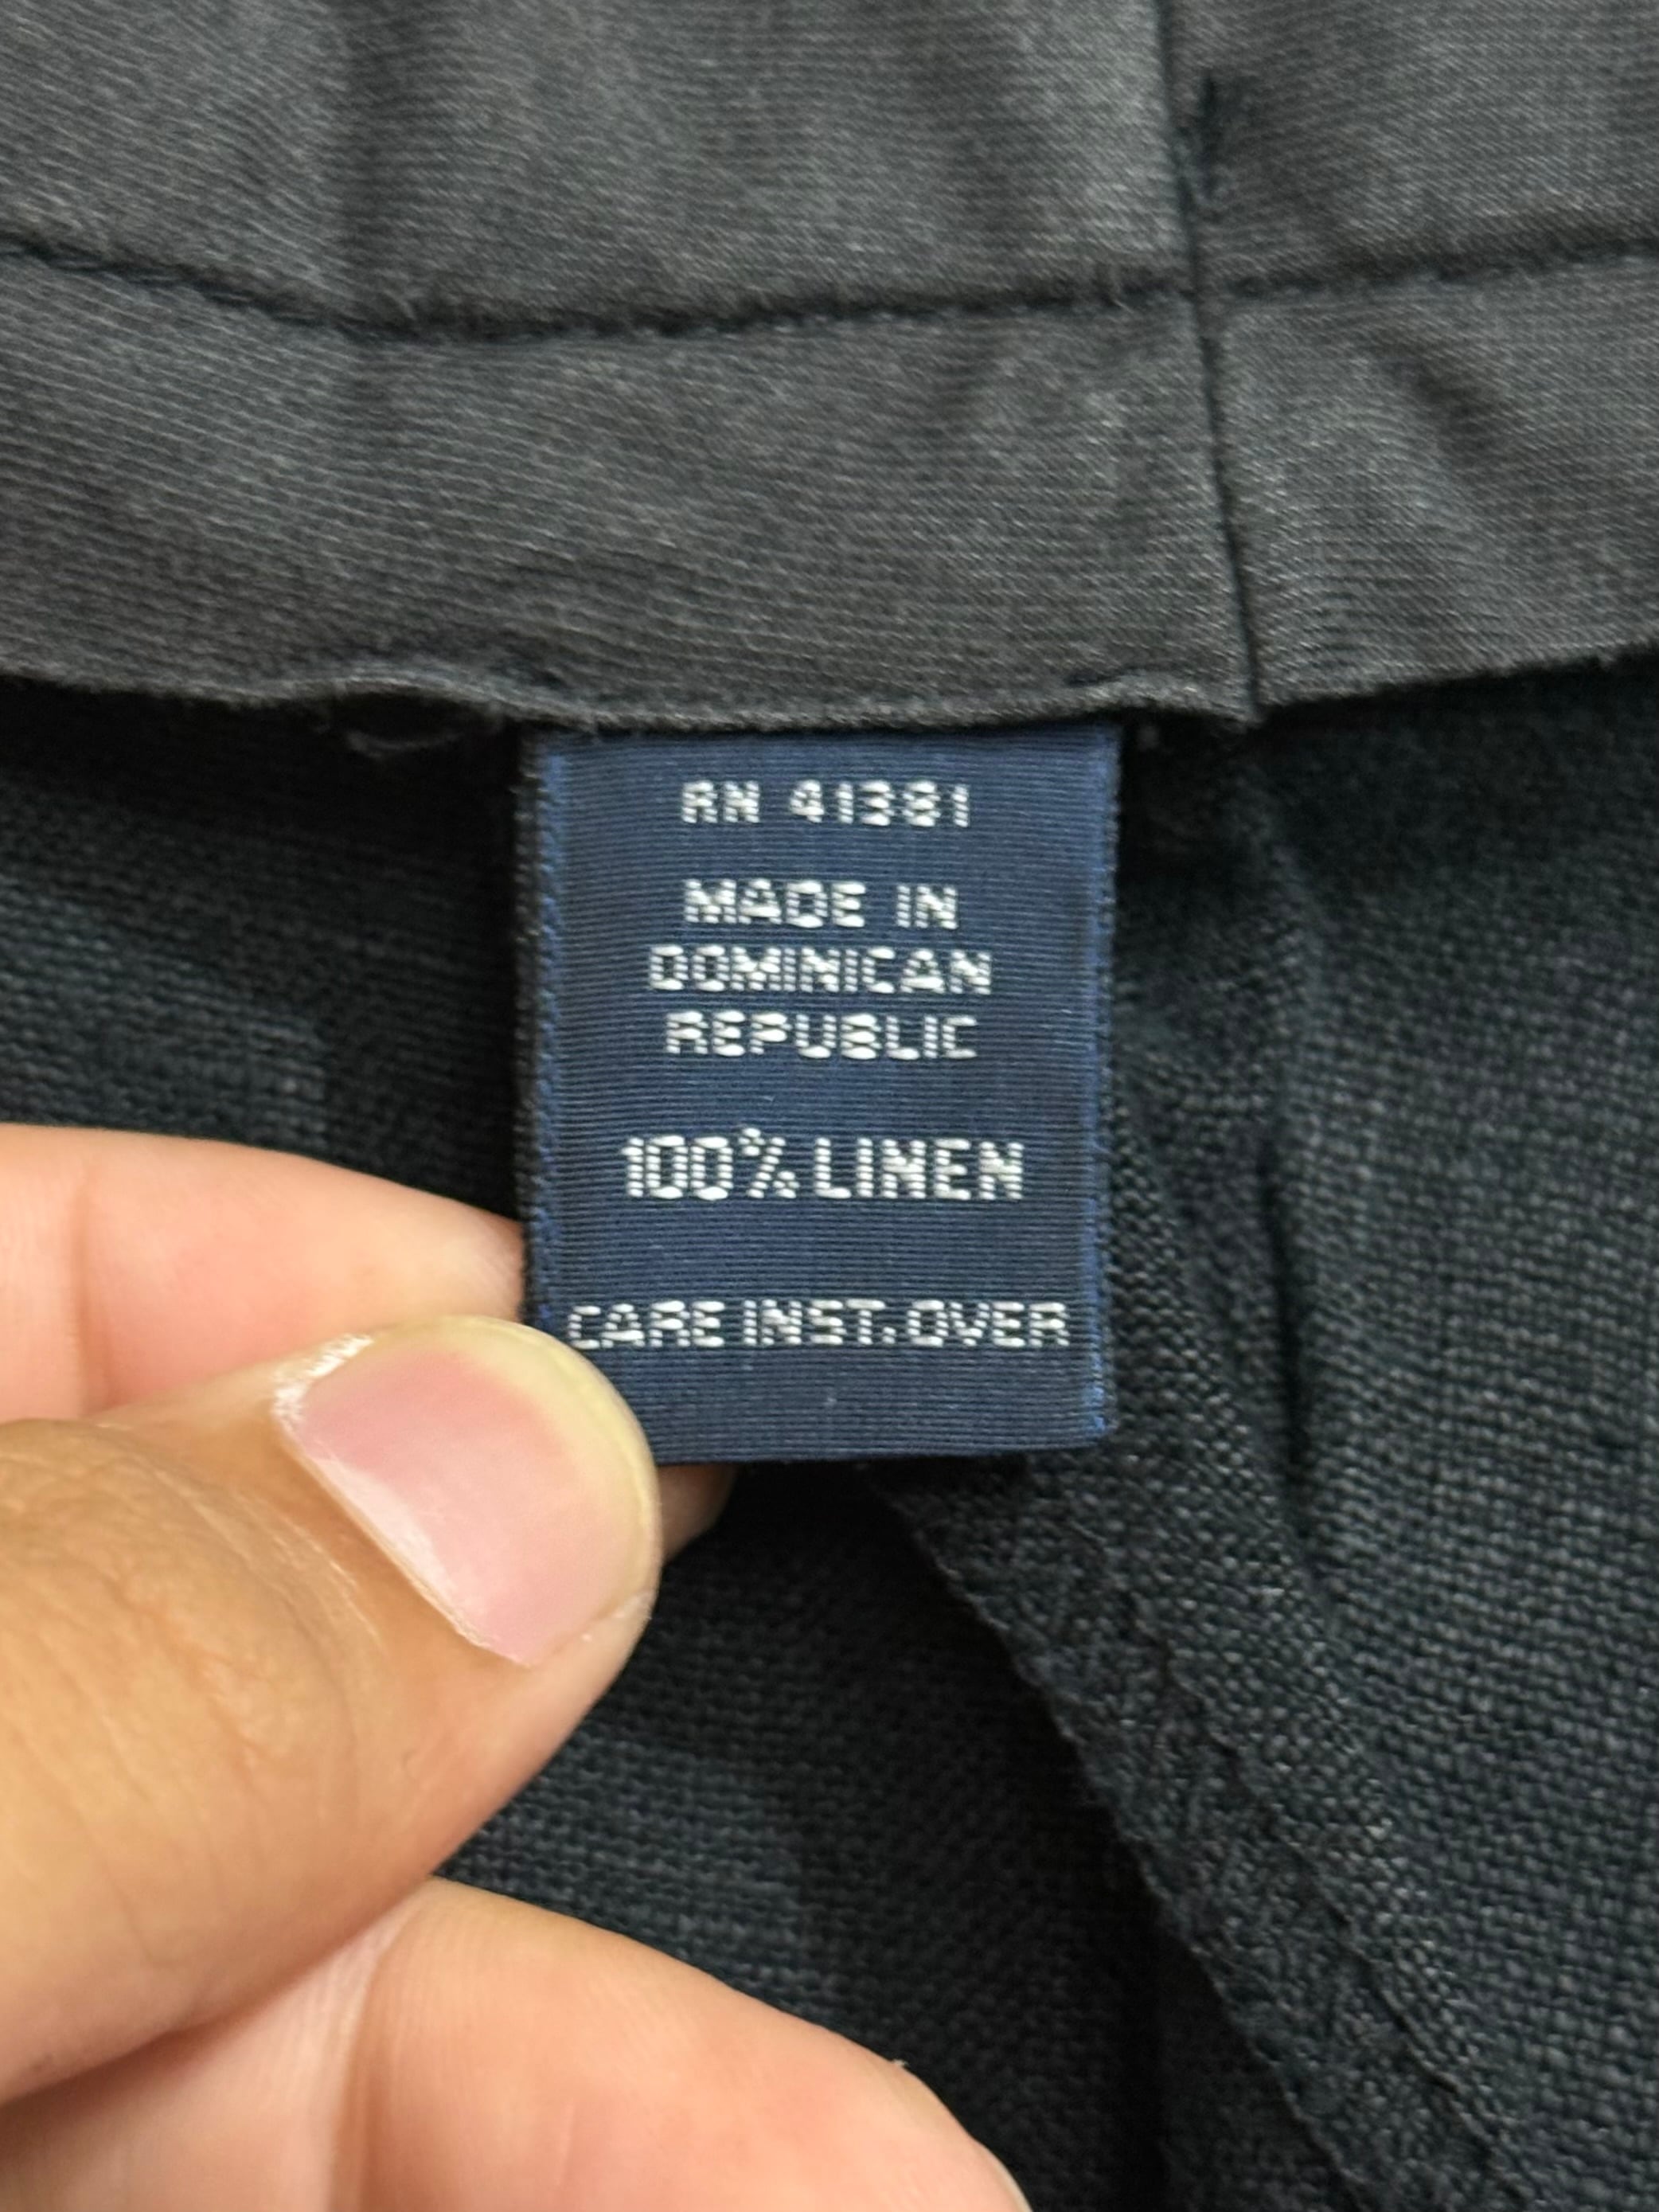 RN 41381
MADE IN
DOMINICAN
REPUBLIC
100% LINEN
CARE INST. OVER